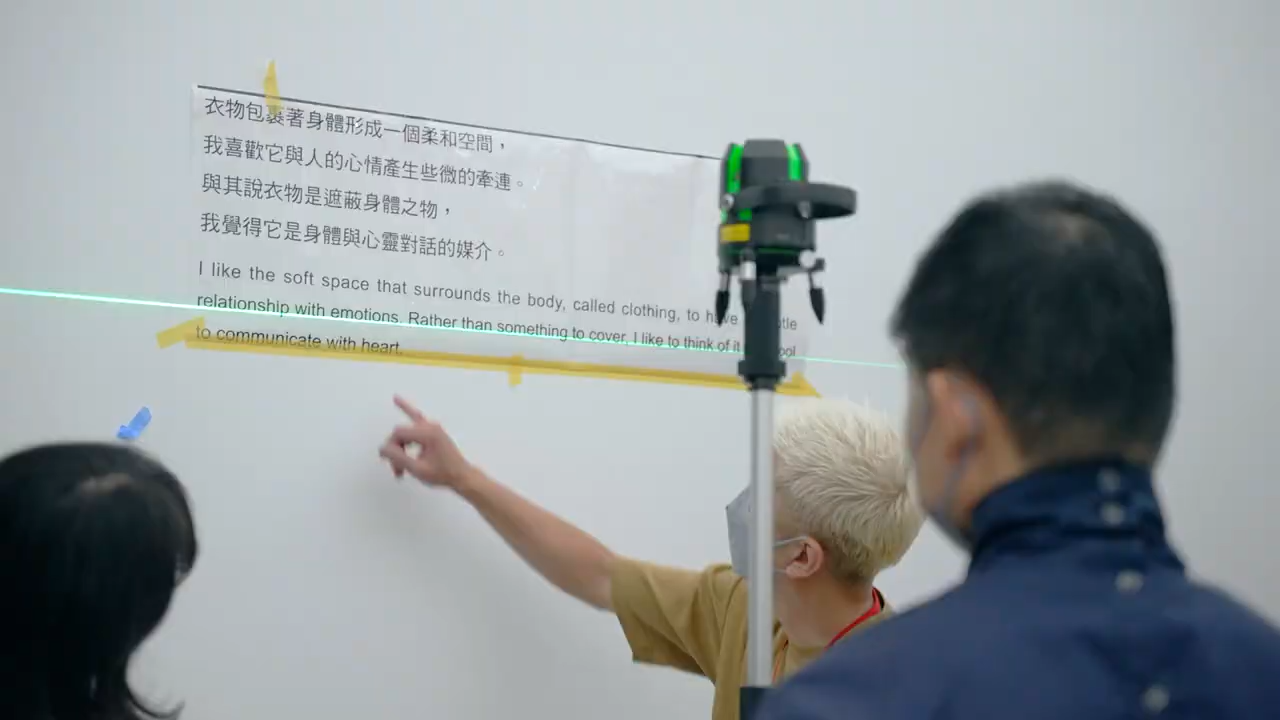 衣物包裹著身體形成一個柔和空間，
我喜歡它與人的心情產生些微的牽連。
與其說衣物是遮蔽身體之物，
我覺得它是身體與心靈對話的媒介。
I like the soft space that surrounds the body, called clothing, to have
relationship with emotions. Rather than something to cover, I like to think of it
to communicate with heart.